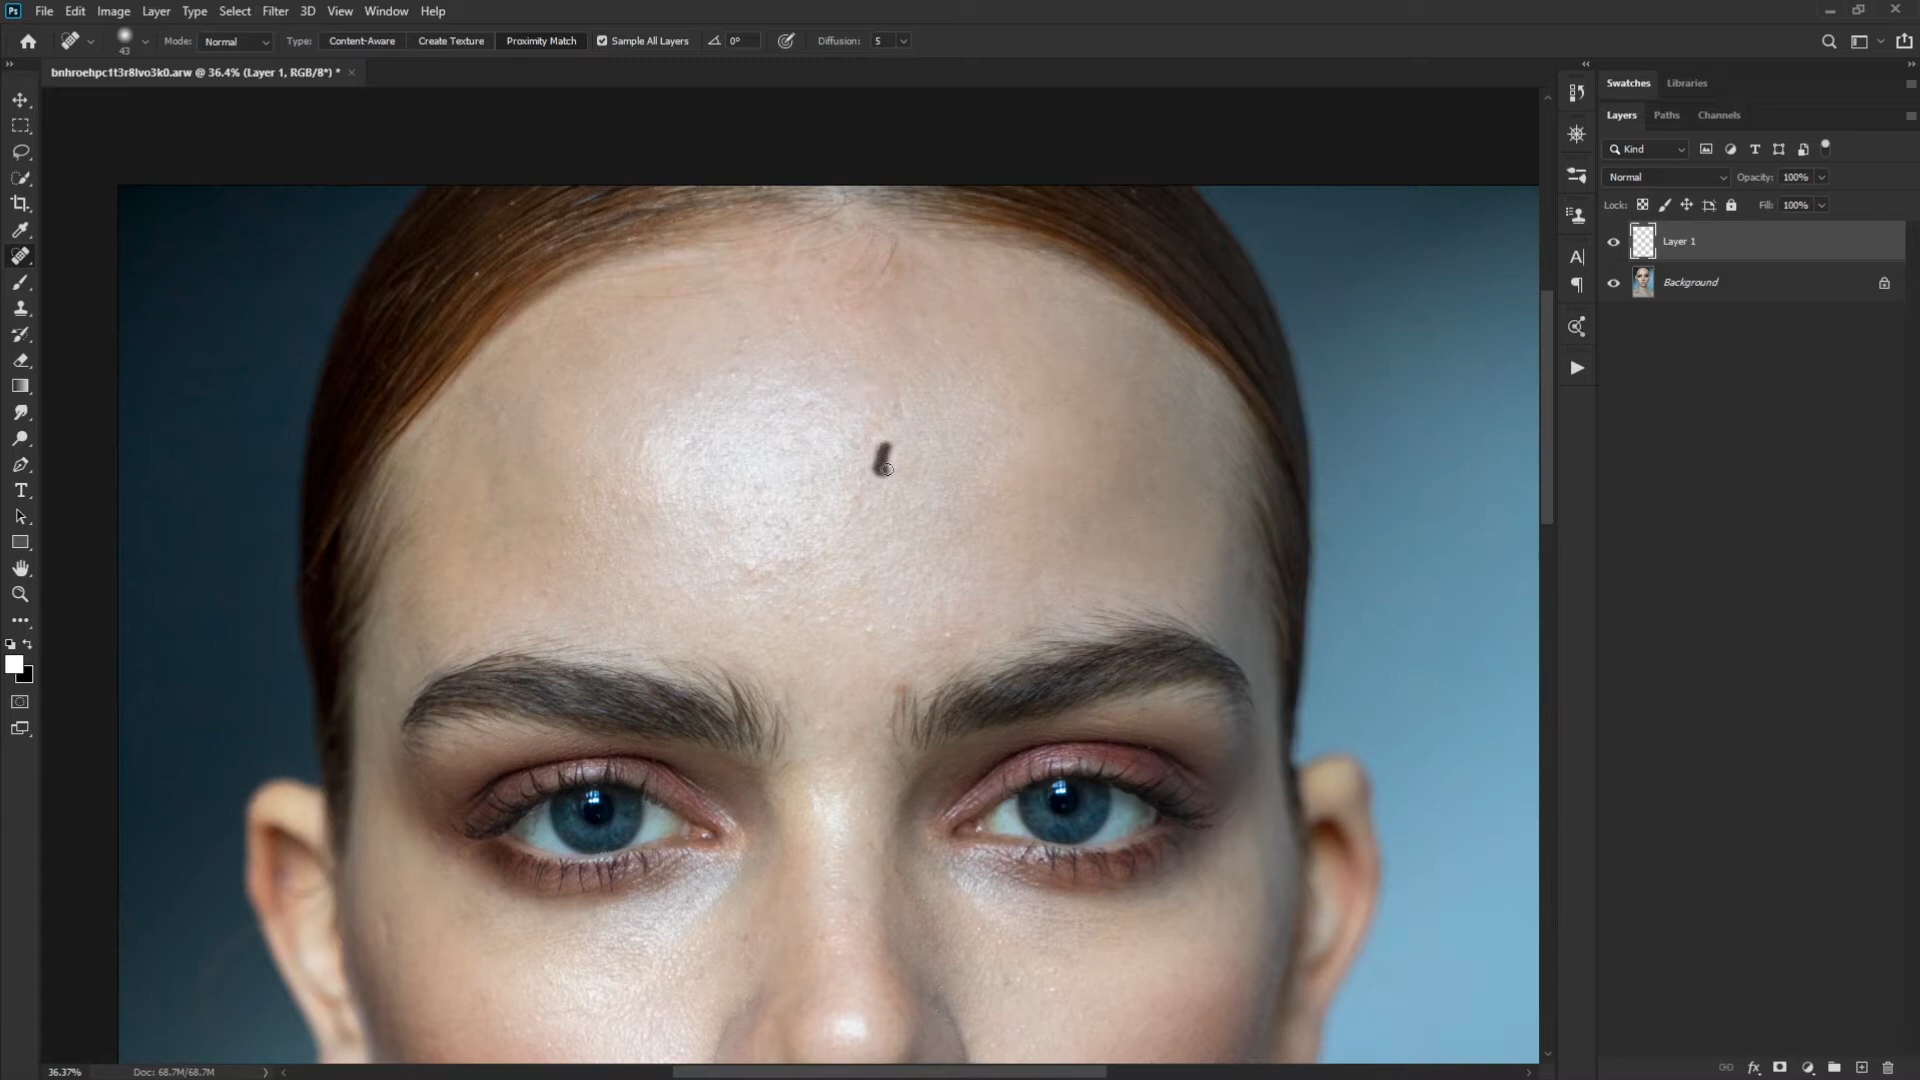 Ps File Edit Image Layer Type Select Filter 3D View Window Help
43 Mode: Normal Type: Content-Aware Create Texture Proximity Match Sample All Layers 0° Diffusion: 5
bnhroehpc1t3r8lvo3k0.arw @ 36.4% (Layer 1, RGB/8*) * ×
Swatches Libraries
Layers Paths Channels
Kind
Normal Opacity: 100%
Lock: Fill: 100%
Layer 1
Background
36.37% Doc: 68.7M/68.7M